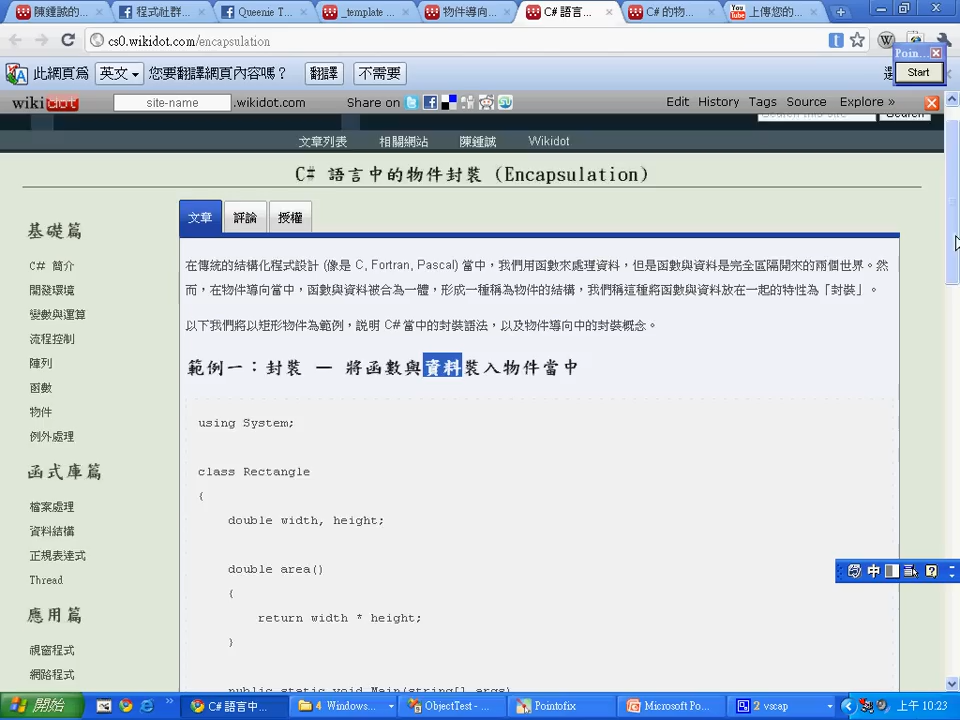 陳鍾誠的...
程式社群...
Queenie T...
_template ...
物件導向...
C# 語言...
C# 的物...
上傳您的...
cs0.wikidot.com/encapsulation
此網頁為 英文 您要翻譯網頁內容嗎？ 翻譯 不需要
Poin...
Start
wikidot site-name .wikidot.com Share on Edit History Tags Source Explore »
文章列表 相關網站 陳鍾誠 Wikidot
C# 語言中的物件封裝 (Encapsulation)
文章 評論 授權
基礎篇
C# 簡介
開發環境
變數與運算
流程控制
陣列
函數
物件
例外處理
函式庫篇
檔案處理
資料結構
正規表達式
Thread
應用篇
視窗程式
網路程式
在傳統的結構化程式設計 (像是 C, Fortran, Pascal) 當中，我們用函數來處理資料，但是函數與資料是完全區隔開來的兩個世界。然
而，在物件導向當中，函數與資料被合為一體，形成一種稱為物件的結構，我們稱這種將函數與資料放在一起的特性為「封裝」。
以下我們將以矩形物件為範例，說明 C# 當中的封裝語法，以及物件導向中的封裝概念。
範例一：封裝 — 將函數與資料裝入物件當中
using System;
class Rectangle
{
double width, height;
double area()
{
return width * height;
}
public static void Main(string[] args)
中
開始
C# 語言中...
4 Windows...
ObjectTest - ...
Pointofix
Microsoft Po...
2 vscap
上午 10:23